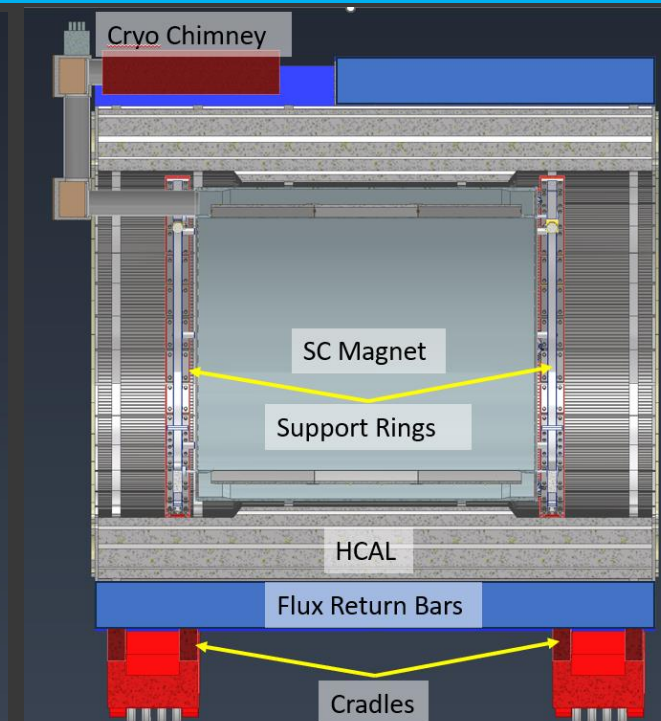 Cryo Chimney
SC Magnet
Support Rings
HCAL
Flux Return Bars
Cradles